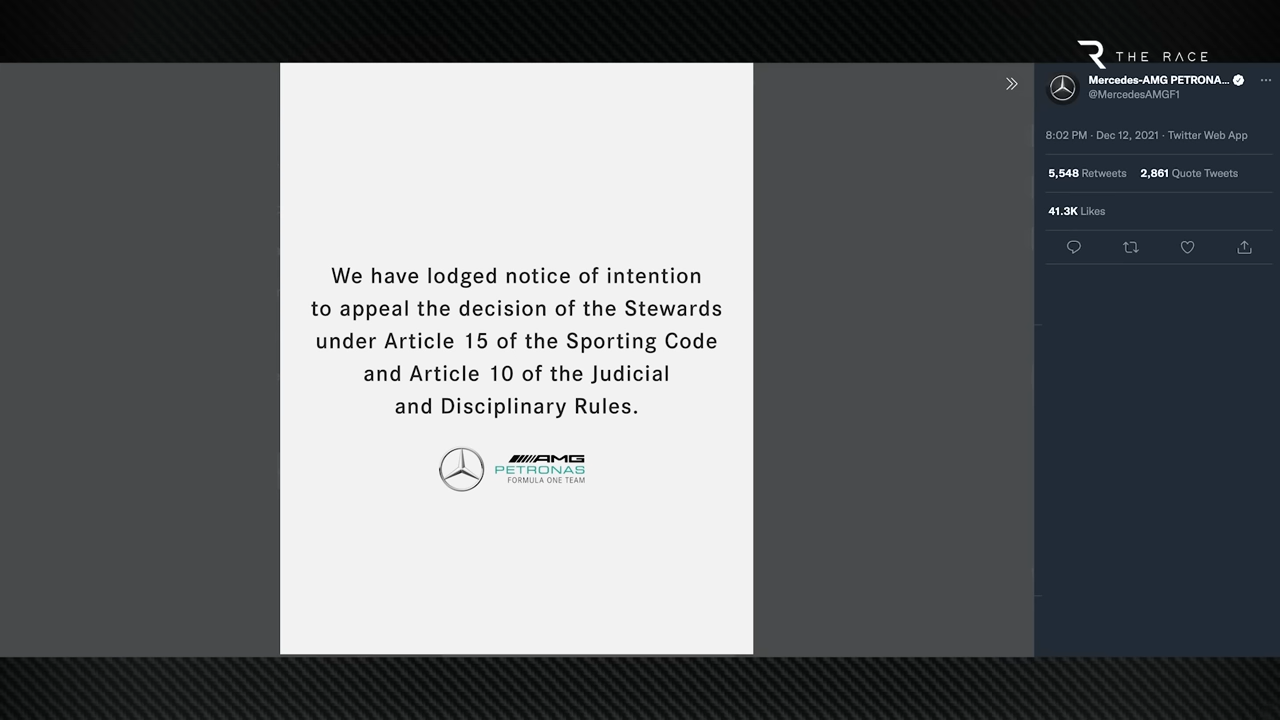 THE RACE
Mercedes-AMG PETRONA...
@MercedesAMGF1
8:02 PM · Dec 12, 2021 · Twitter Web App
5,548 Retweets 2,861 Quote Tweets
41.3K Likes
We have lodged notice of intention
to appeal the decision of the Stewards
under Article 15 of the Sporting Code
and Article 10 of the Judicial
and Disciplinary Rules.
AMG
PETRONAS
FORMULA ONE TEAM